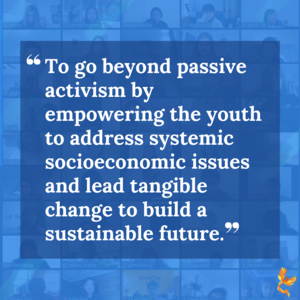 “ To go beyond passive
activism by
empowering the youth
to address systemic
socioeconomic issues
and lead tangible
change to build a
sustainable future.”